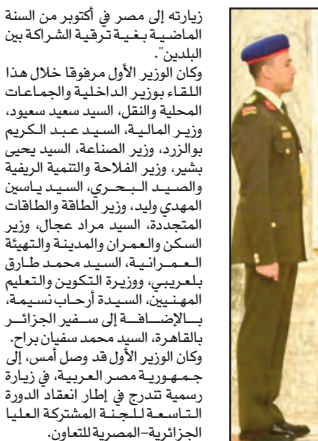 زيارته إلى مصر في أكتوبر من السنة
الماضية بغية ترقية الشراكة بين
البلدين".
وكان الوزير الأول مرفوقا خلال هذا
اللقاء بوزير الداخلية والجماعات
المحلية والنقل، السيد سعيد سعيود،
وزير المالية، السيد عبد الكريم
بوالزرد، وزير الصناعة، السيد يحيى
بشير، وزير الفلاحة والتنمية الريفية
والصيد البحري، السيد ياسين
المهدي وليد، وزير الطاقة والطاقات
المتجددة، السيد مراد عجال، وزير
السكن والعمران والمدينة والتهيئة
العمرانية، السيد محمد طارق
بلعريبي، ووزيرة التكوين والتعليم
المهنيين، السيدة أرحاب نسيمة،
بالإضافة إلى سفير الجزائر
بالقاهرة، السيد محمد سفيان براح.
وكان الوزير الأول قد وصل أمس، إلى
جمهورية مصر العربية، في زيارة
رسمية تندرج في إطار انعقاد الدورة
التاسعة للجنة المشتركة العليا
الجزائرية-المصرية للتعاون.